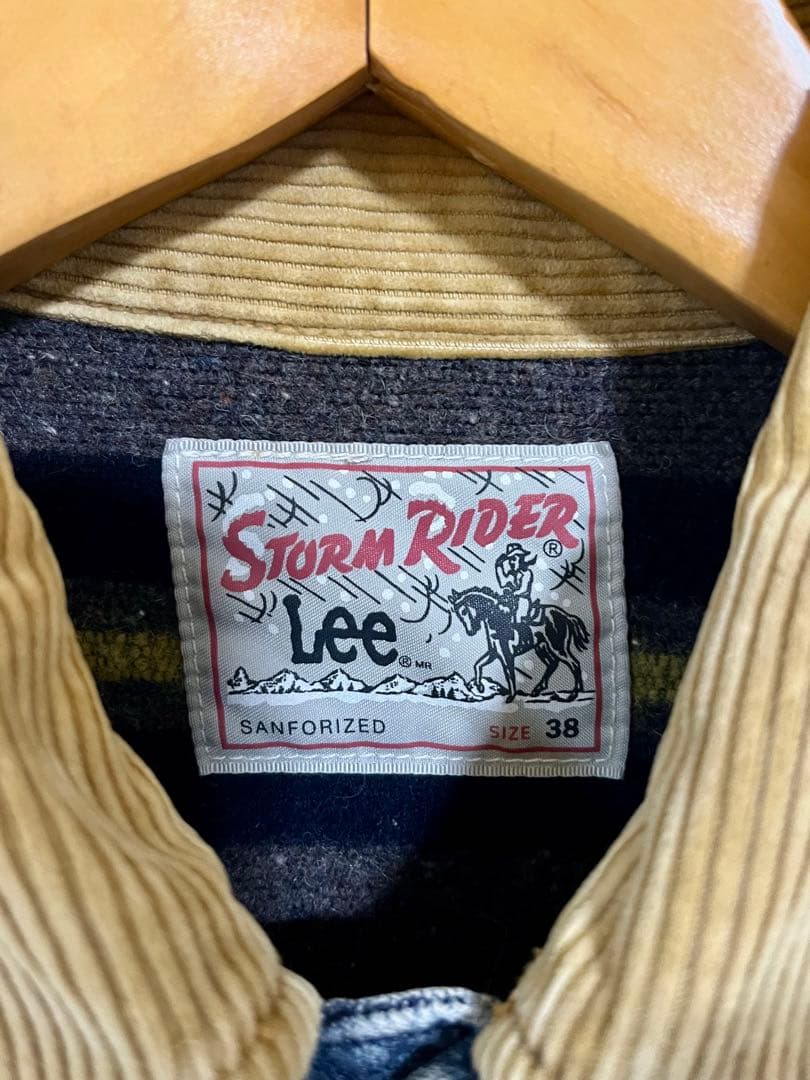 STORM RIDER®
Lee® MR
SANFORIZED SIZE 38